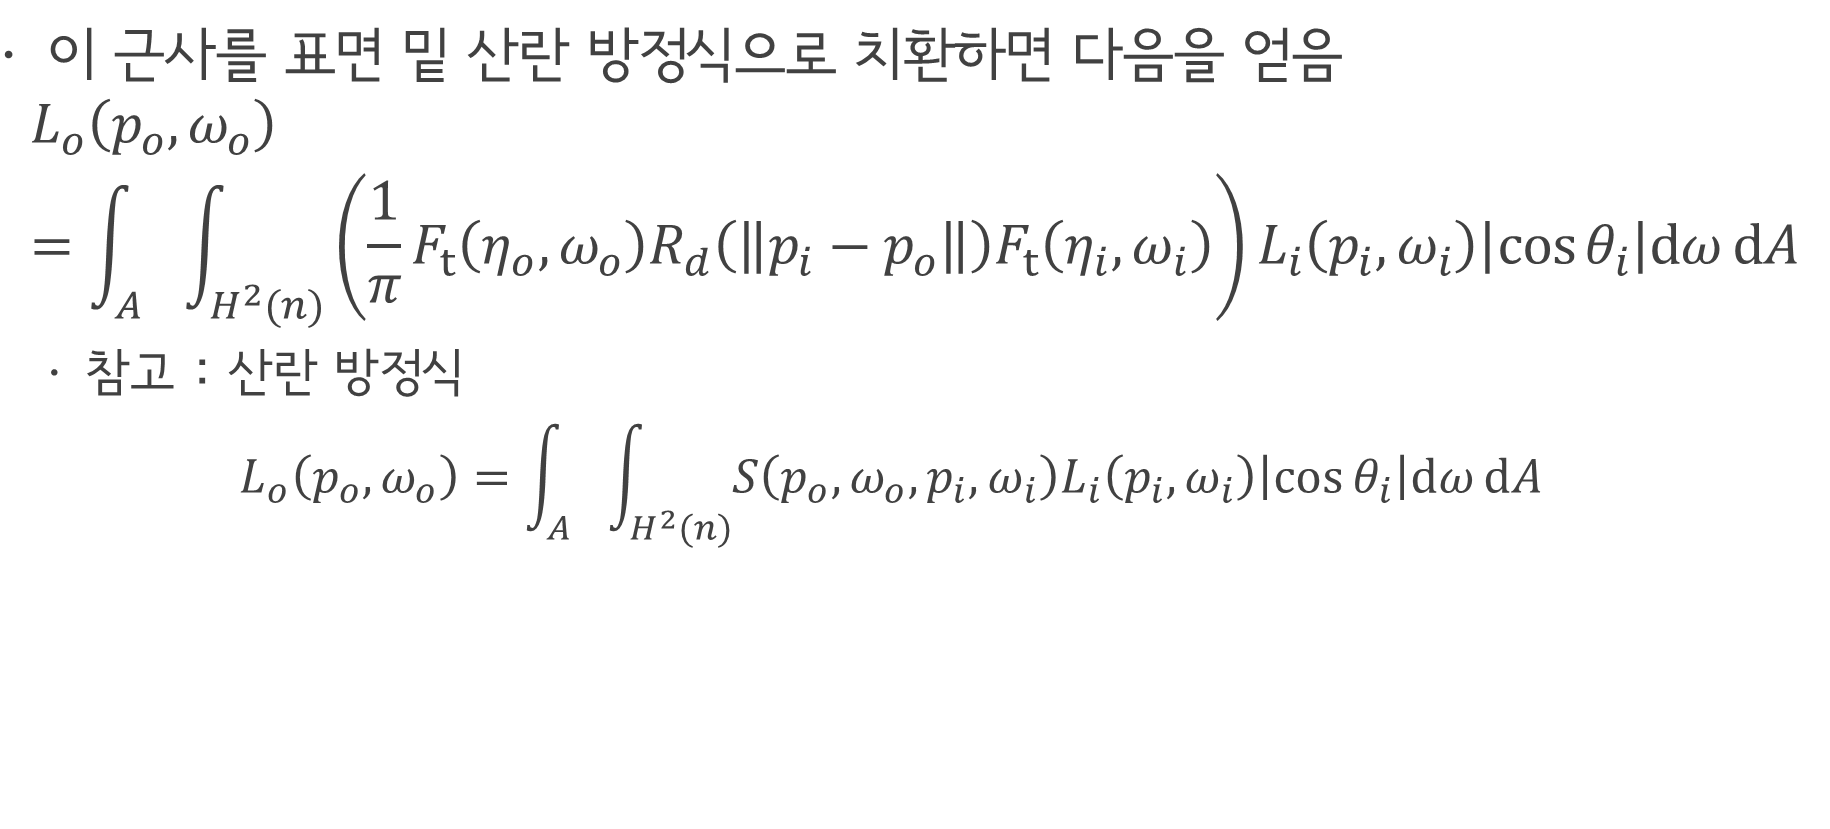 · 이 근사를 표면 밑 산란 방정식으로 치환하면 다음을 얻음
L_o(p_o, ω_o)
= ∫_A ∫_{H²(n)} (1/π F_t(η_o, ω_o)R_d(‖p_i − p_o‖)F_t(η_i, ω_i)) L_i(p_i, ω_i)|cos θ_i|dω dA
· 참고 : 산란 방정식
L_o(p_o, ω_o) = ∫_A ∫_{H²(n)} S(p_o, ω_o, p_i, ω_i)L_i(p_i, ω_i)|cos θ_i|dω dA